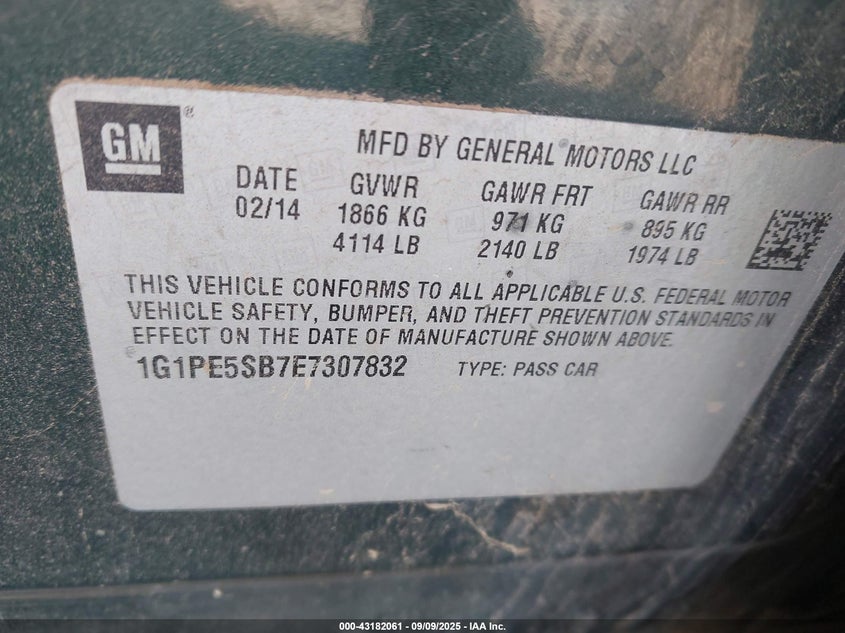 GM ®
MFD BY GENERAL MOTORS LLC
DATE GVWR GAWR FRT GAWR RR
02/14 1866 KG 971 KG 895 KG
4114 LB 2140 LB 1974 LB
THIS VEHICLE CONFORMS TO ALL APPLICABLE U.S. FEDERAL MOTOR
VEHICLE SAFETY, BUMPER, AND THEFT PREVENTION STANDARDS IN
EFFECT ON THE DATE OF MANUFACTURE SHOWN ABOVE.
1G1PE5SB7E7307832 TYPE: PASS CAR
000-43182061 - 09/09/2025 - IAA Inc.